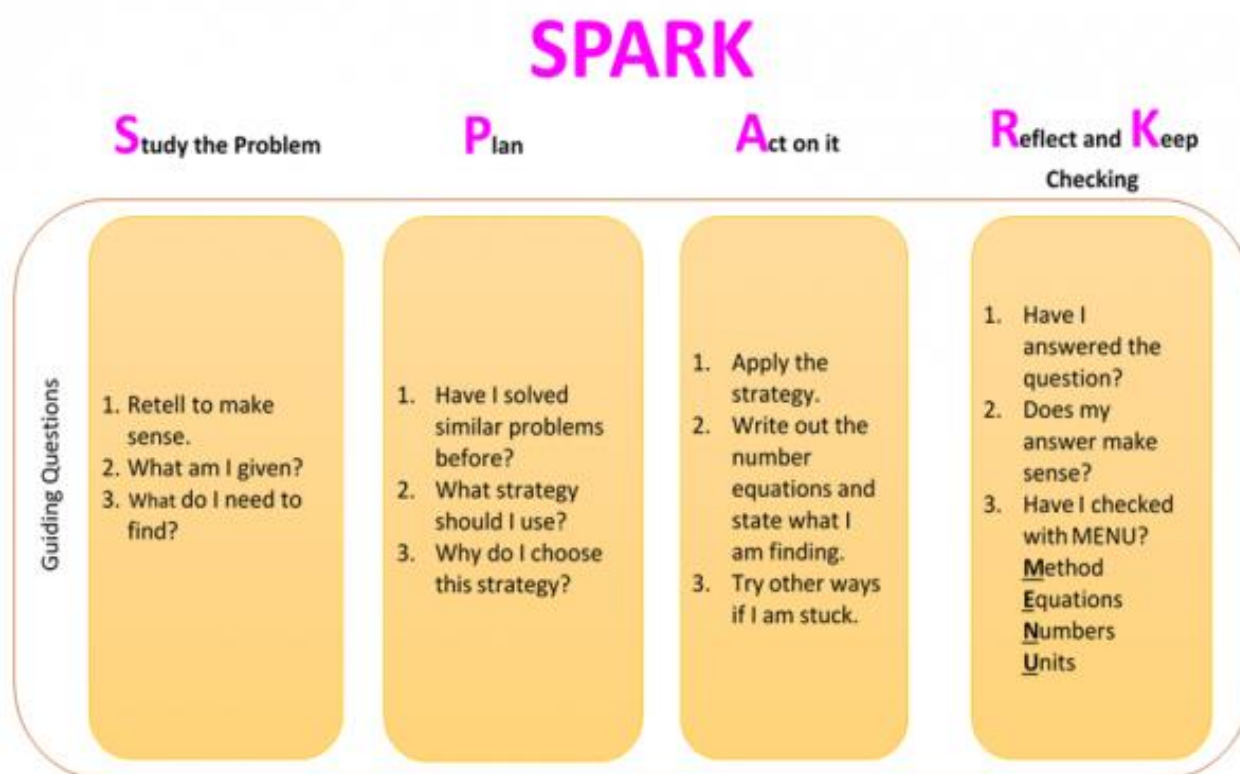 SPARK
Study the Problem
Plan
Act on it
Reflect and Keep
Checking
Guiding Questions
1. Retell to make
sense.
2. What am I given?
3. What do I need to
find?
1. Have I solved
similar problems
before?
2. What strategy
should I use?
3. Why do I choose
this strategy?
1. Apply the
strategy.
2. Write out the
number
equations and
state what I
am finding.
3. Try other ways
if I am stuck.
1. Have I
answered the
question?
2. Does my
answer make
sense?
3. Have I checked
with MENU?
Method
Equations
Numbers
Units